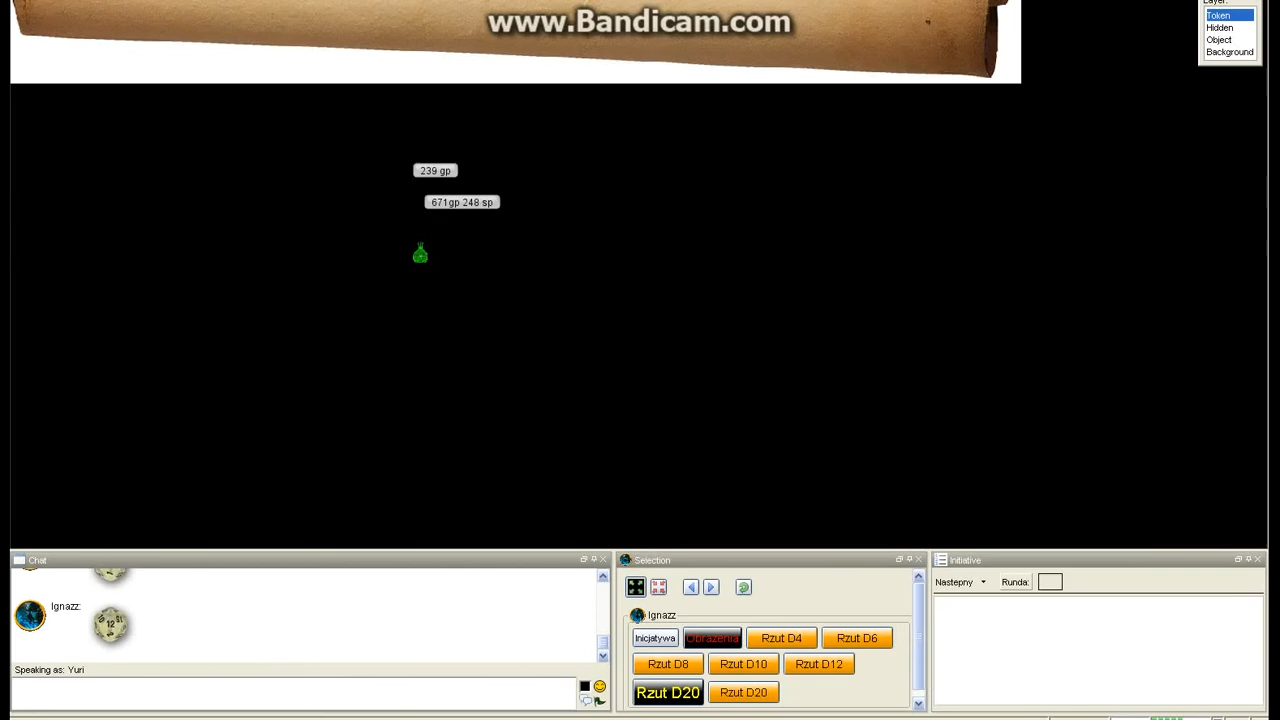 www.Bandicam.com
Layer:
Token
Hidden
Object
Background
239 gp
671gp 248 sp
Chat
Ignazz:
12
Speaking as: Yuri
Selection
Ignazz
Inicjatywa
Obrażenia
Rzut D4
Rzut D6
Rzut D8
Rzut D10
Rzut D12
Rzut D20
Rzut D20
Initiative
Nastepny
Runda: